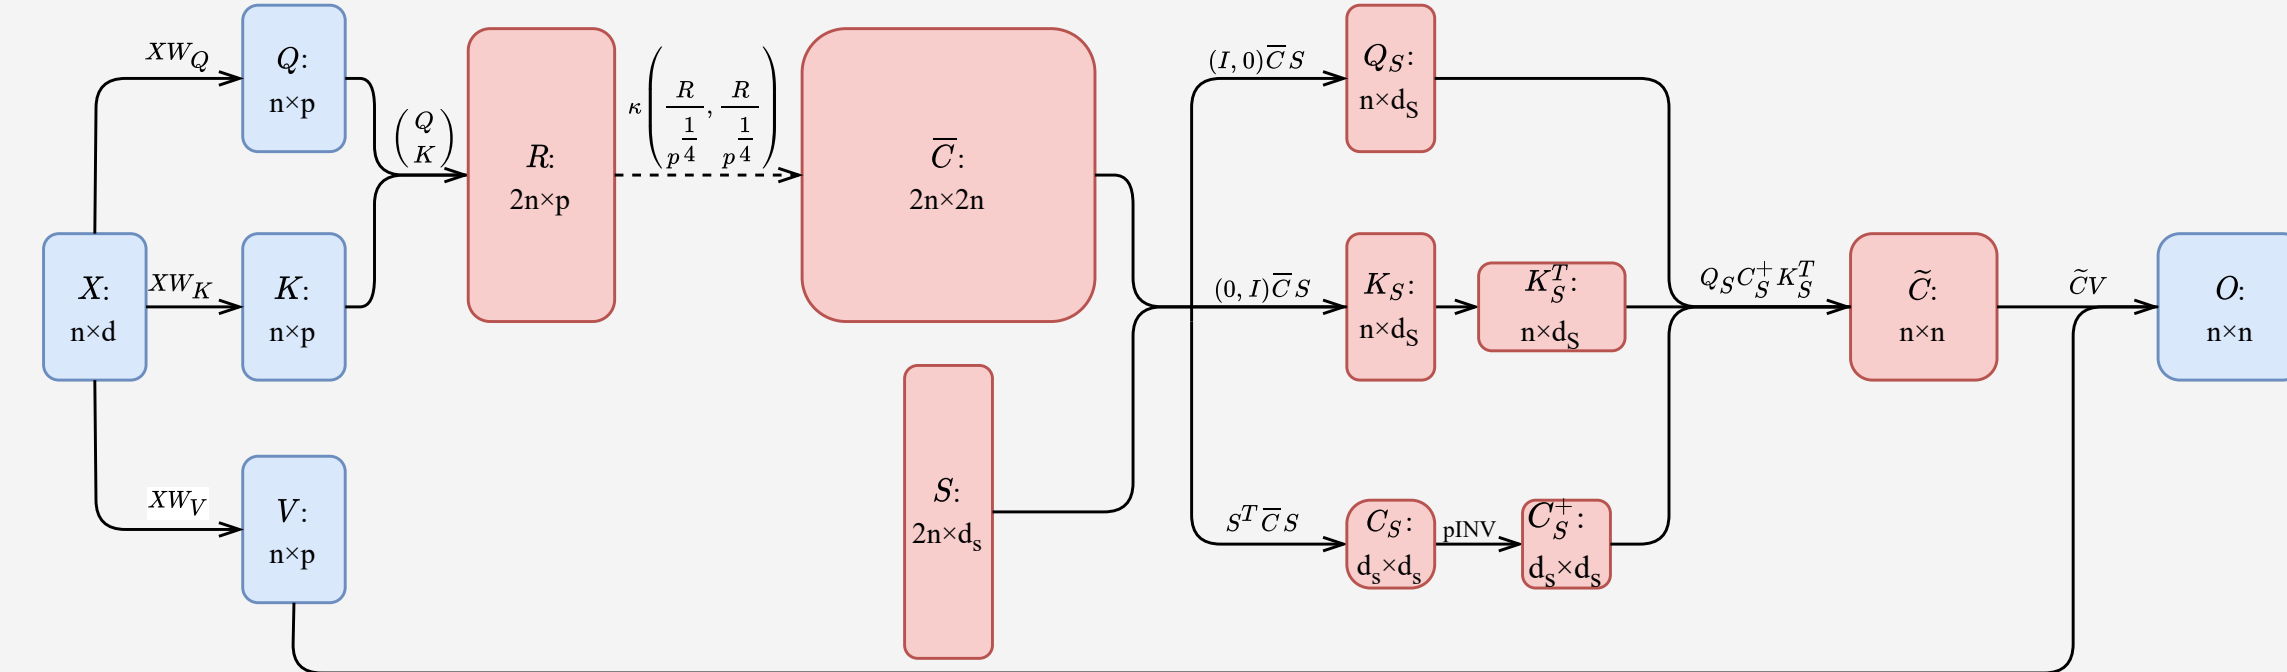 XW_Q
Q:
n×p
X:
n×d
XW_K
K:
n×p
XW_V
V:
n×p
(Q
K)
R:
2n×p
κ(R/p^{1/4}, R/p^{1/4})
C̅:
2n×2n
S:
2n×d_s
(I, 0)C̅S
Q_S:
n×d_S
(0, I)C̅S
K_S:
n×d_S
K_S^T:
n×d_S
S^T C̅S
C_S:
d_s×d_s
pINV
C_S^+:
d_s×d_s
Q_S C_S^+ K_S^T
C̃:
n×n
C̃V
O:
n×n